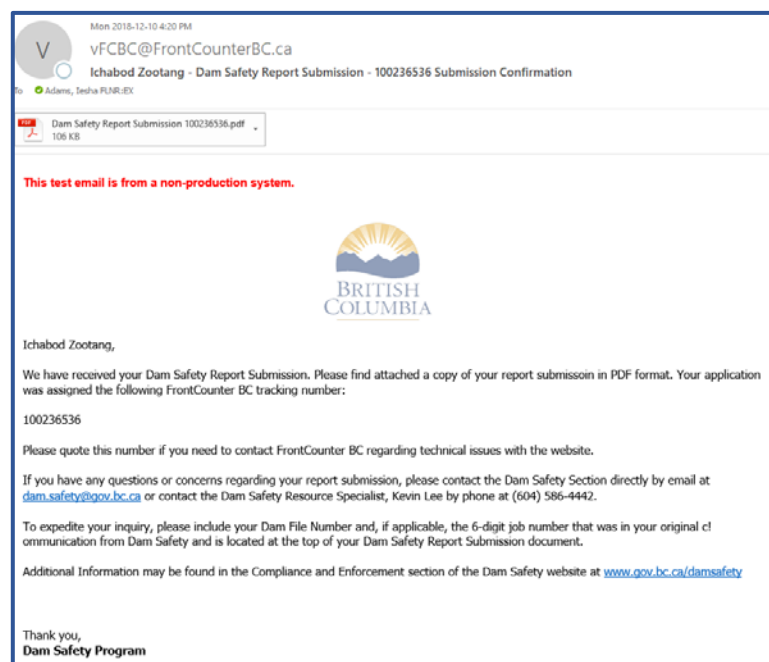 Mon 2018-12-10 4:20 PM
V
vFCBC@FrontCounterBC.ca
Ichabod Zootang - Dam Safety Report Submission - 100236536 Submission Confirmation
To Adams, Iesha FLNR:EX
PDF
Dam Safety Report Submission 100236536.pdf
106 KB
This test email is from a non-production system.
BRITISH
COLUMBIA
Ichabod Zootang,
We have received your Dam Safety Report Submission. Please find attached a copy of your report submissoin in PDF format. Your application
was assigned the following FrontCounter BC tracking number:
100236536
Please quote this number if you need to contact FrontCounter BC regarding technical issues with the website.
If you have any questions or concerns regarding your report submission, please contact the Dam Safety Section directly by email at
dam.safety@gov.bc.ca or contact the Dam Safety Resource Specialist, Kevin Lee by phone at (604) 586-4442.
To expedite your inquiry, please include your Dam File Number and, if applicable, the 6-digit job number that was in your original c!
ommunication from Dam Safety and is located at the top of your Dam Safety Report Submission document.
Additional Information may be found in the Compliance and Enforcement section of the Dam Safety website at www.gov.bc.ca/damsafety
Thank you,
Dam Safety Program